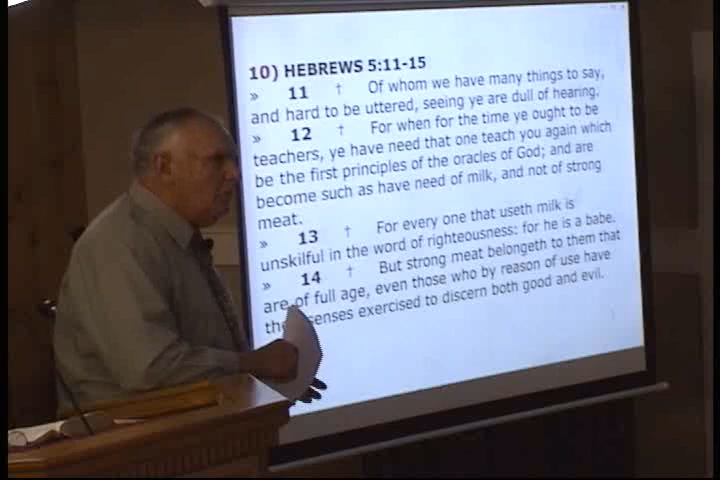 10) HEBREWS 5:11-15
» 11 † Of whom we have many things to say,
and hard to be uttered, seeing ye are dull of hearing.
» 12 † For when for the time ye ought to be
teachers, ye have need that one teach you again which
be the first principles of the oracles of God; and are
become such as have need of milk, and not of strong
meat.
» 13 † For every one that useth milk is
unskilful in the word of righteousness: for he is a babe.
» 14 † But strong meat belongeth to them that
are of full age, even those who by reason of use have
senses exercised to discern both good and evil.